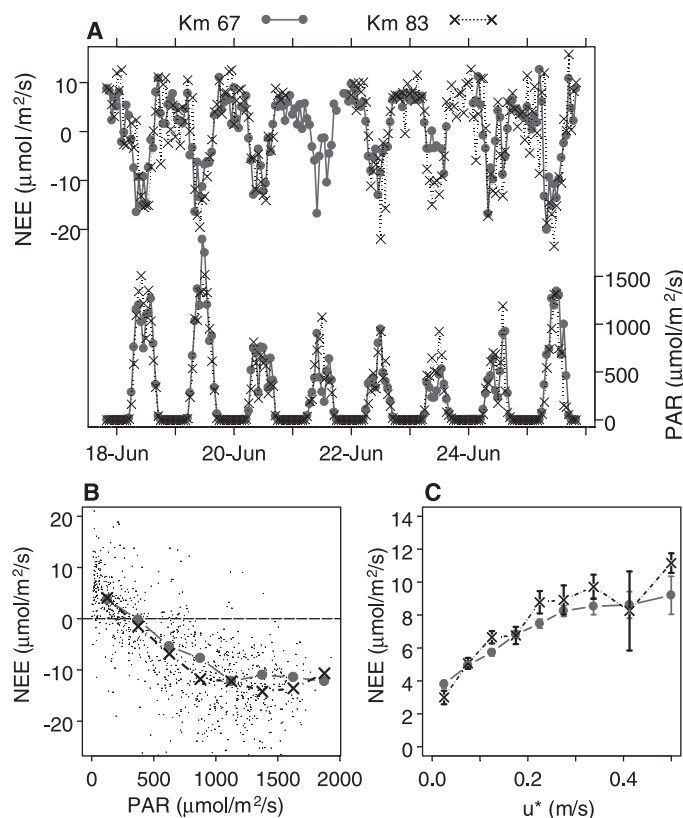 Km 67 Km 83
A
NEE (μmol/m²/s)
10
0
-10
-20
1500
1000
500
0
PAR (μmol/m²/s)
18-Jun 20-Jun 22-Jun 24-Jun
B
NEE (μmol/m²/s)
20
10
0
-10
-20
0 500 1000 1500 2000
PAR (μmol/m²/s)
C
NEE (μmol/m²/s)
14
12
10
8
6
4
2
0
0.0 0.2 0.4
u* (m/s)